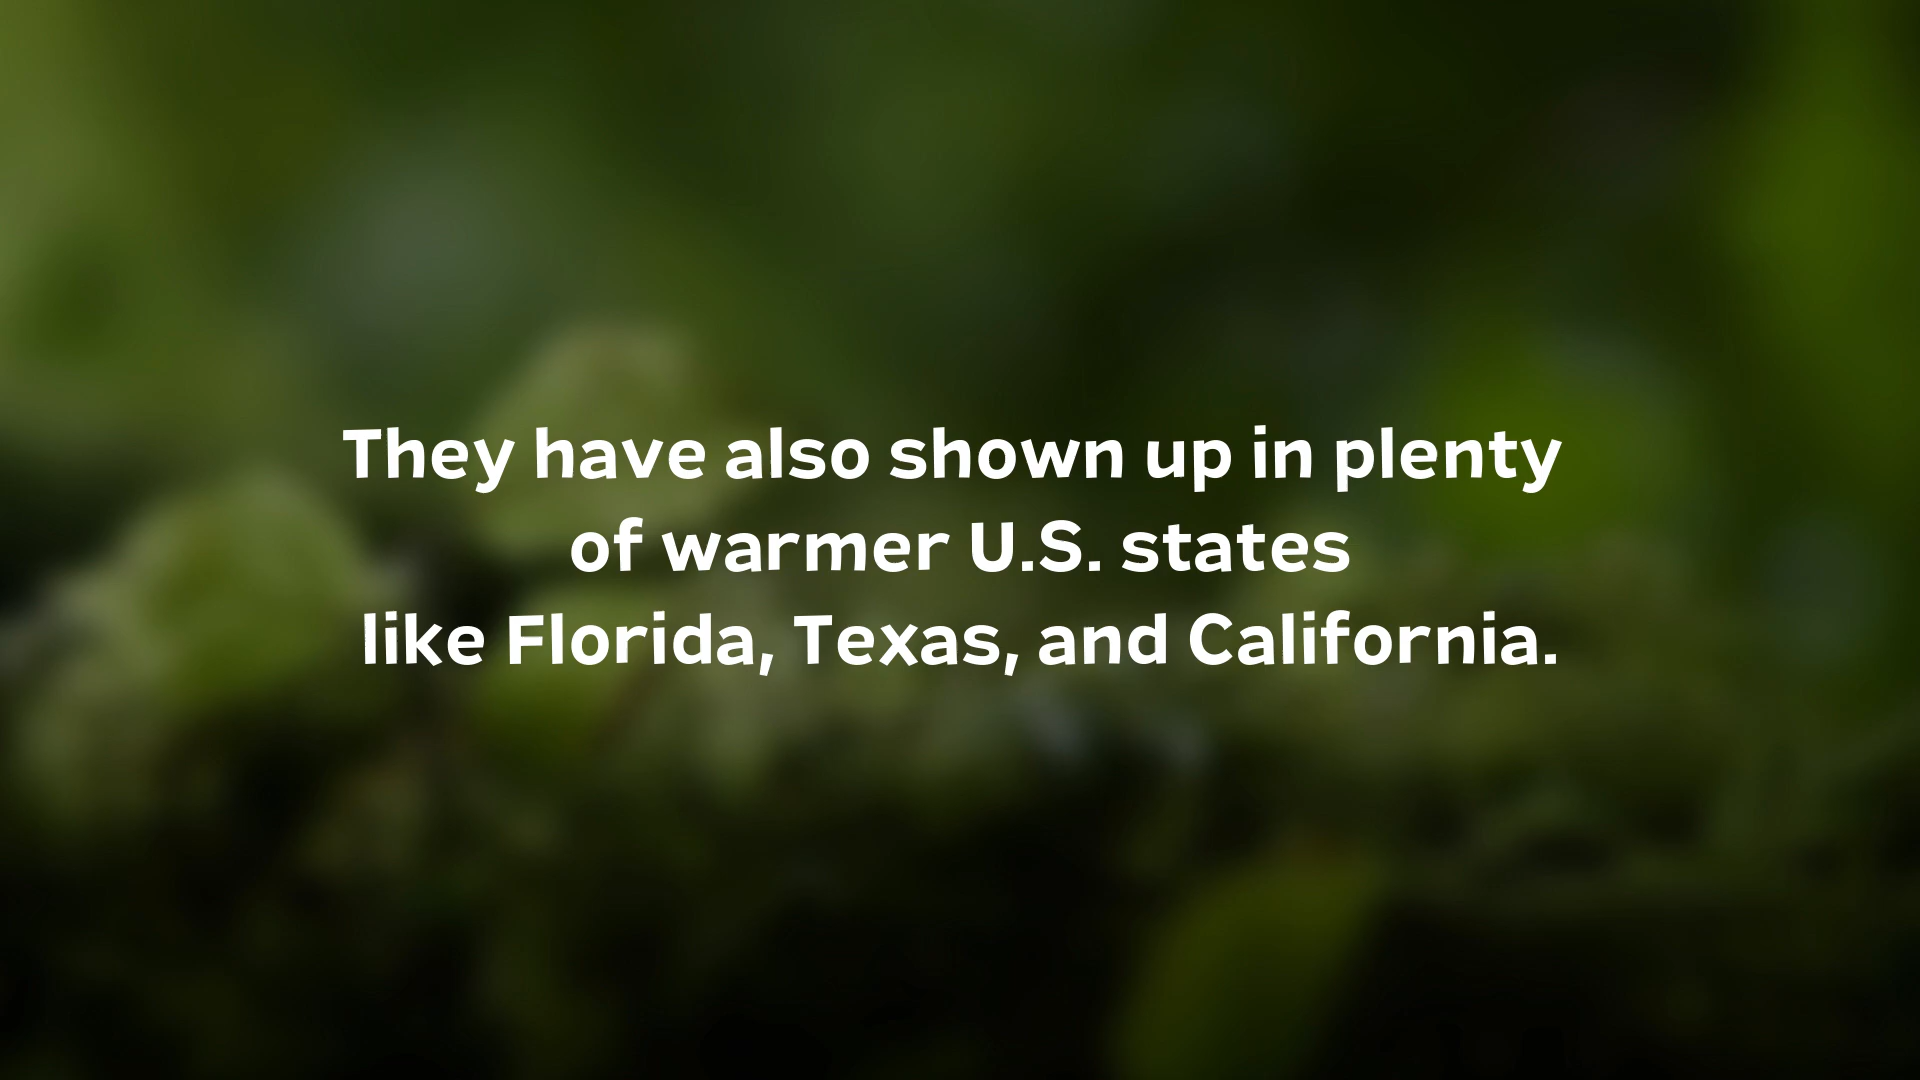 They have also shown up in plenty
of warmer U.S. states
like Florida, Texas, and California.